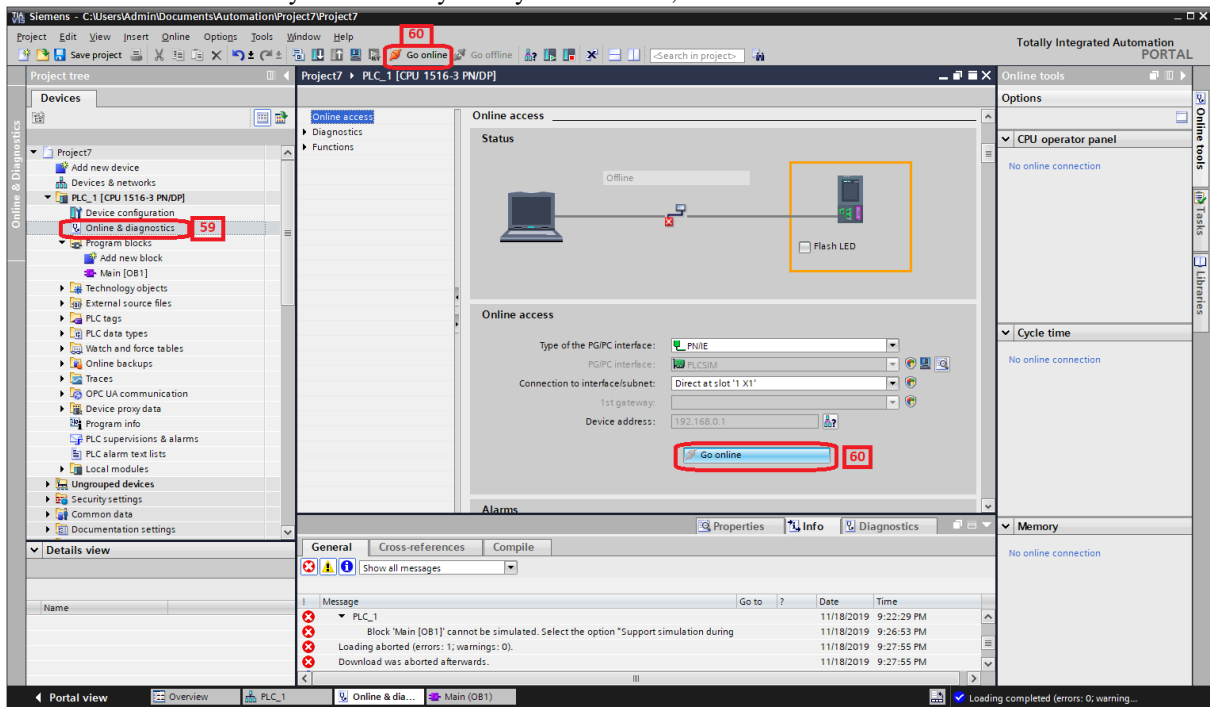 Siemens - C:\Users\Admin\Documents\Automation\Project7\Project7
Project Edit View Insert Online Options Tools Window Help
60
Totally Integrated Automation
PORTAL
Save project
Go online
Go offline
<Search in project>
Project tree
Project7 ▸ PLC_1 [CPU 1516-3 PN/DP]
Online tools
Devices
Options
Online & Diagnostics
Project7
Add new device
Devices & networks
PLC_1 [CPU 1516-3 PN/DP]
Device configuration
Online & diagnostics
59
Program blocks
Add new block
Main [OB1]
Technology objects
External source files
PLC tags
PLC data types
Watch and force tables
Online backups
Traces
OPC UA communication
Device proxy data
Program info
PLC supervisions & alarms
PLC alarm text lists
Local modules
Ungrouped devices
Security settings
Common data
Documentation settings
Details view
Name
Online access
Diagnostics
Functions
Online access
Status
Offline
Flash LED
Online access
Type of the PG/PC interface: PN/IE
PG/PC interface: PLCSIM
Connection to interface/subnet: Direct at slot '1 X1'
1st gateway:
Device address: 192.168.0.1
Go online
60
Alarms
CPU operator panel
No online connection
Cycle time
No online connection
Memory
No online connection
Online tools
Tasks
Libraries
Properties Info Diagnostics
General Cross-references Compile
Show all messages
! Message Go to ? Date Time
PLC_1 11/18/2019 9:22:29 PM
Block 'Main [OB1]' cannot be simulated. Select the option "Support simulation during 11/18/2019 9:26:53 PM
Loading aborted (errors: 1; warnings: 0). 11/18/2019 9:27:55 PM
Download was aborted afterwards. 11/18/2019 9:27:55 PM
Portal view
Overview
PLC_1
Online & dia...
Main (OB1)
Loading completed (errors: 0; warning...